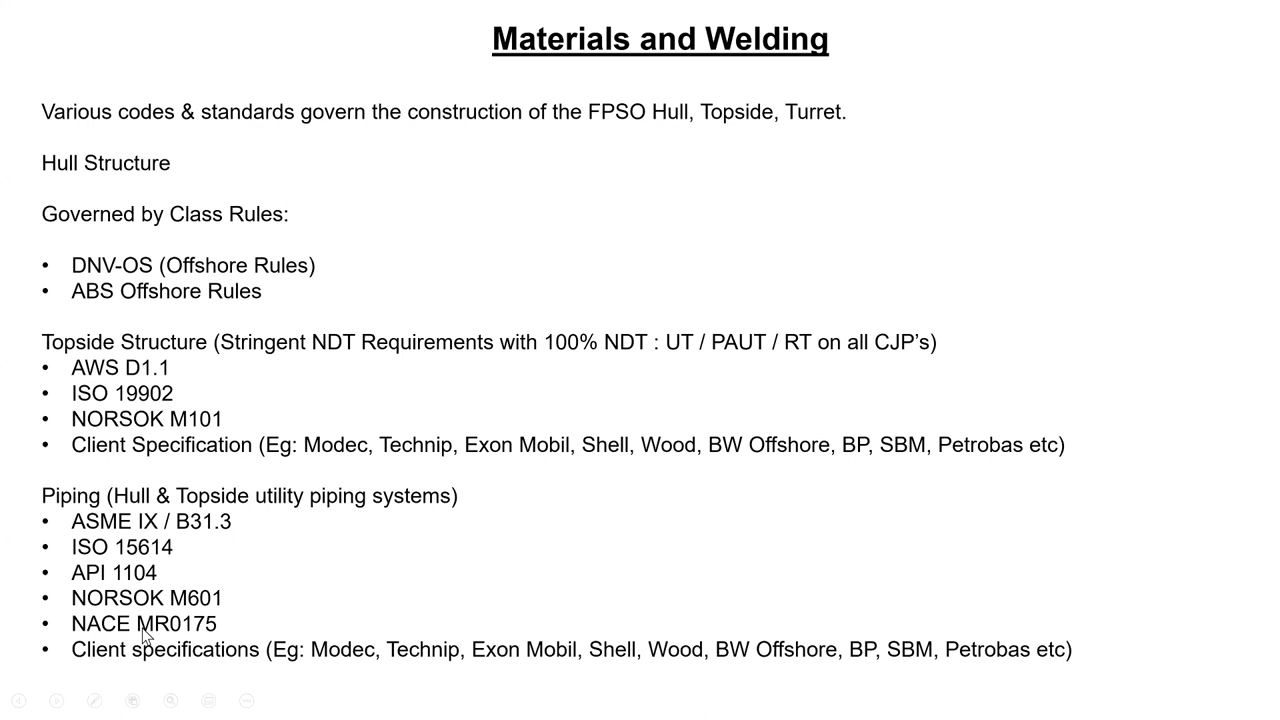 Materials and Welding
Various codes & standards govern the construction of the FPSO Hull, Topside, Turret.
Hull Structure
Governed by Class Rules:
• DNV-OS (Offshore Rules)
• ABS Offshore Rules
Topside Structure (Stringent NDT Requirements with 100% NDT : UT / PAUT / RT on all CJP's)
• AWS D1.1
• ISO 19902
• NORSOK M101
• Client Specification (Eg: Modec, Technip, Exon Mobil, Shell, Wood, BW Offshore, BP, SBM, Petrobas etc)
Piping (Hull & Topside utility piping systems)
• ASME IX / B31.3
• ISO 15614
• API 1104
• NORSOK M601
• NACE MR0175
• Client specifications (Eg: Modec, Technip, Exon Mobil, Shell, Wood, BW Offshore, BP, SBM, Petrobas etc)